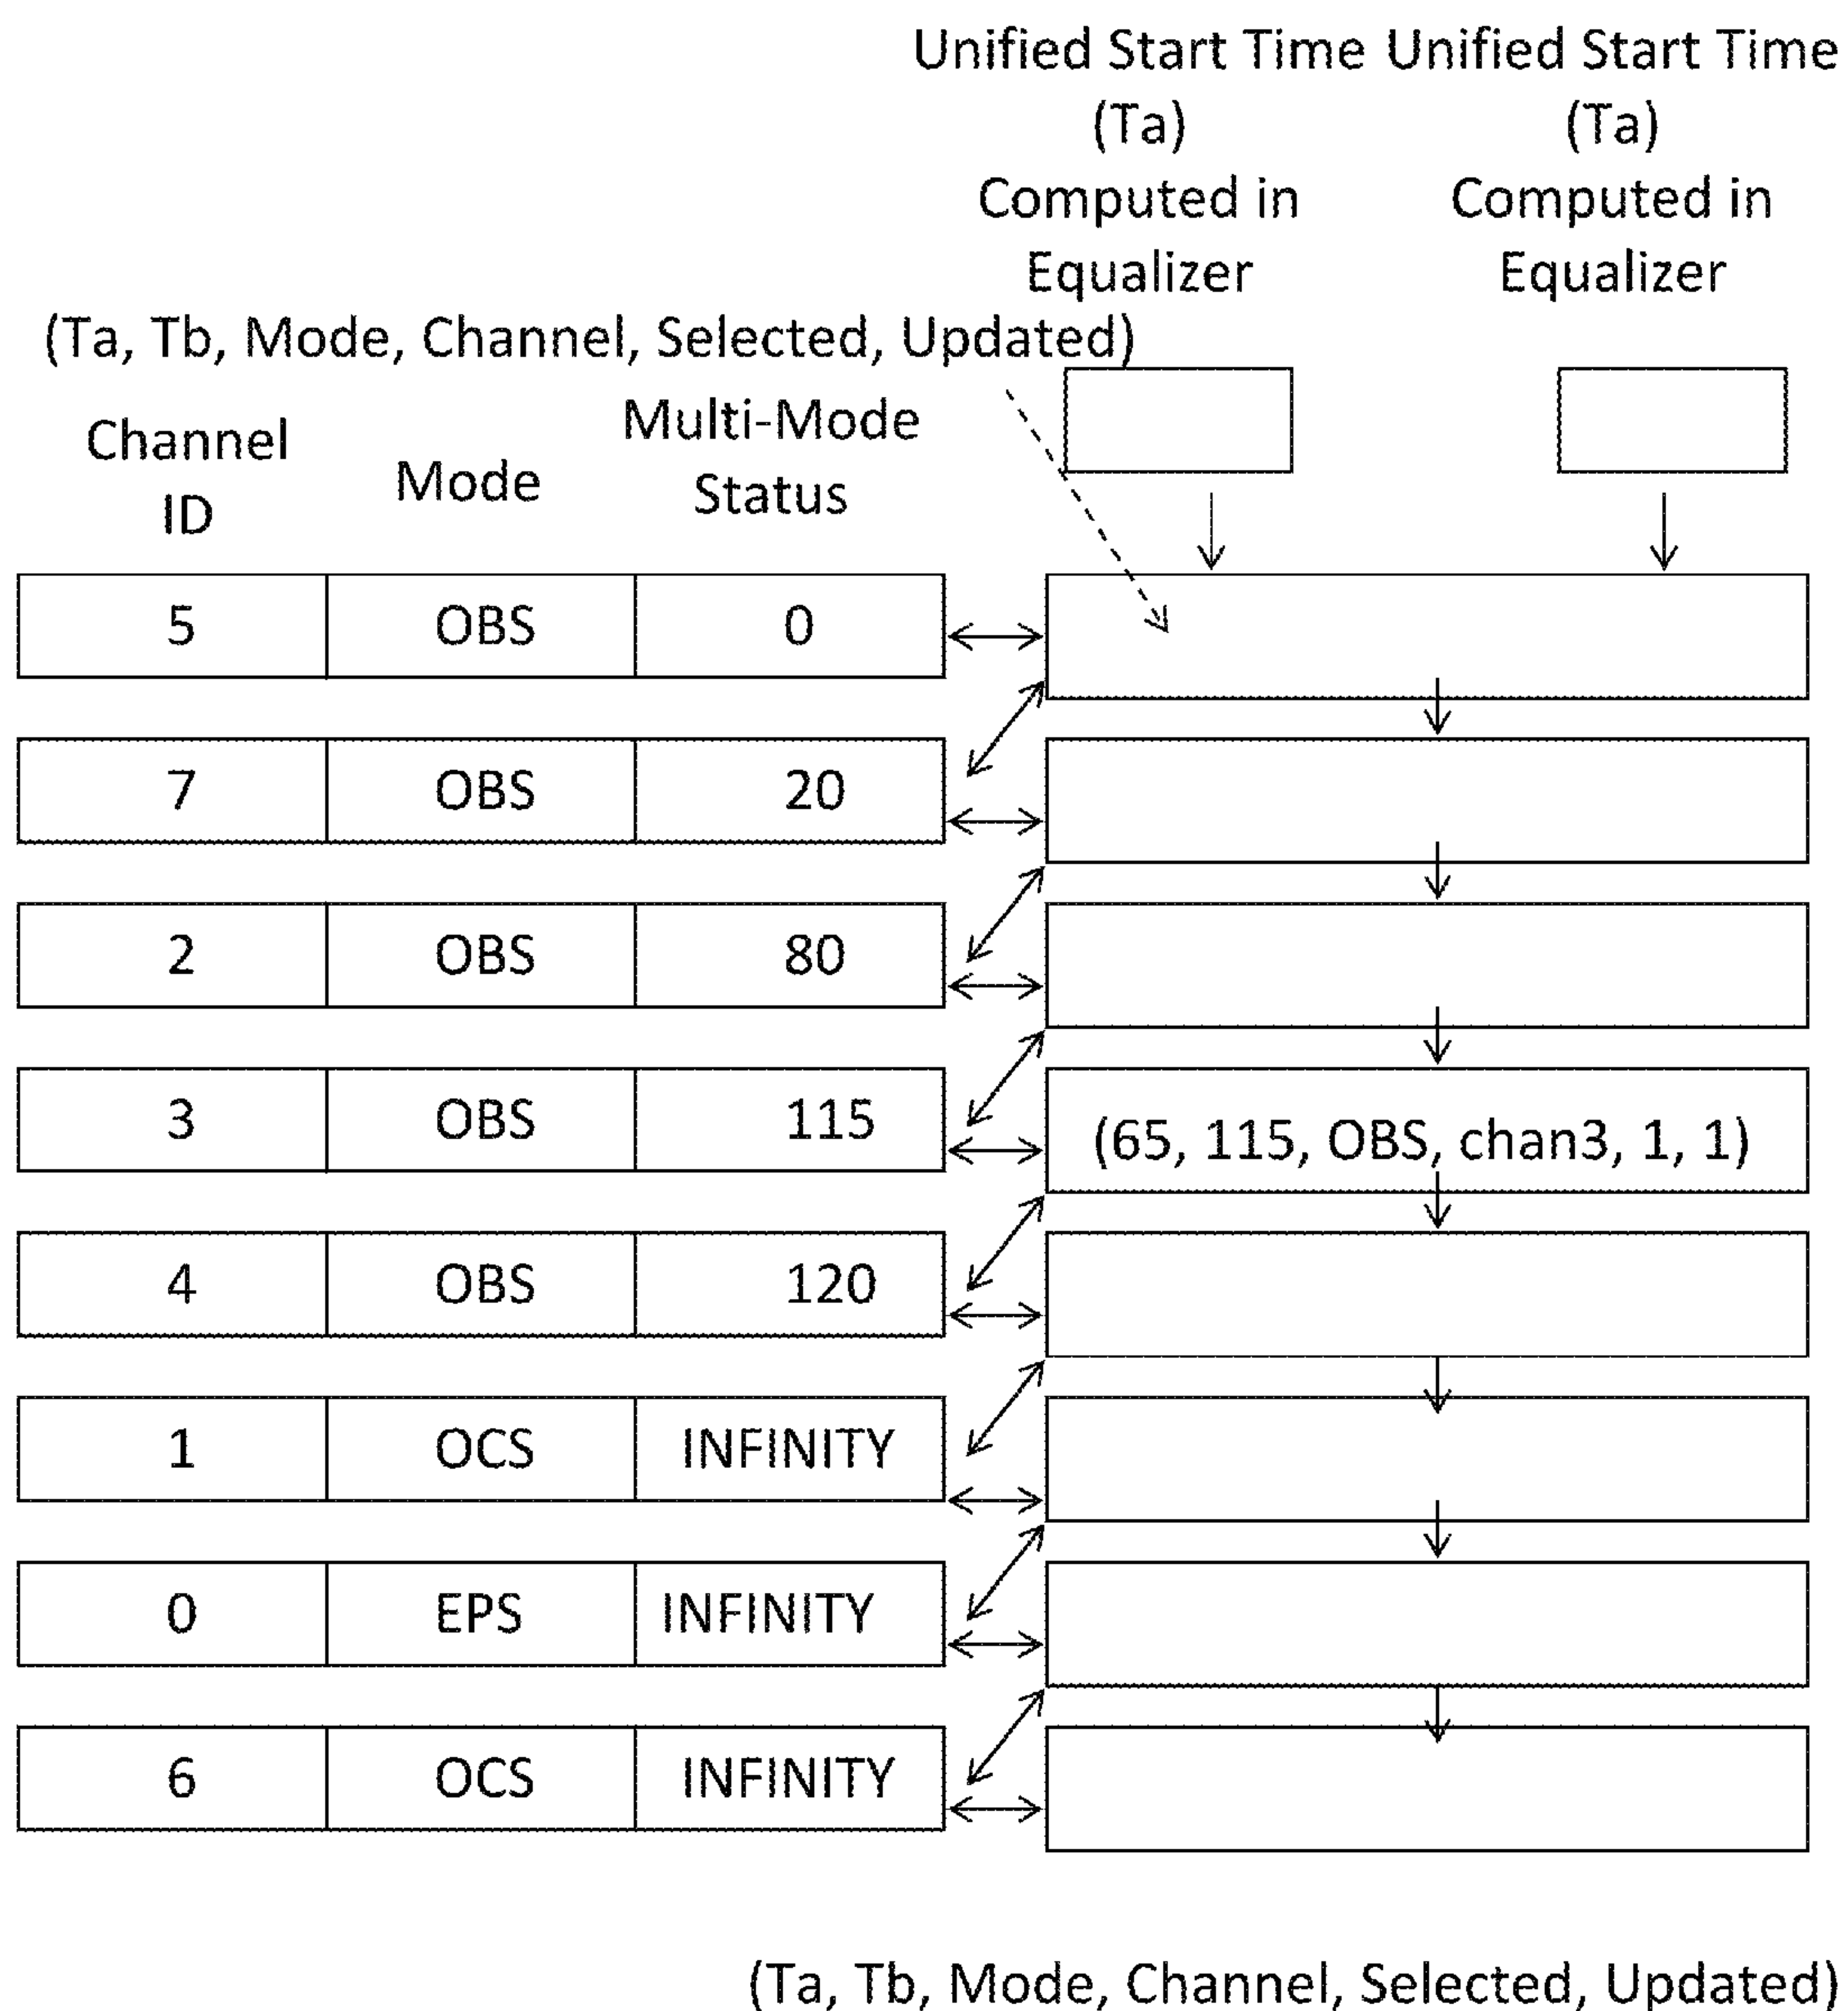 Unified Start Time Unified Start Time
(Ta) (Ta)
Computed in Computed in
Equalizer Equalizer
(Ta, Tb, Mode, Channel, Selected, Updated)
Channel ID Mode Multi-Mode Status
5 OBS 0
7 OBS 20
2 OBS 80
3 OBS 115 (65, 115, OBS, chan3, 1, 1)
4 OBS 120
1 OCS INFINITY
0 EPS INFINITY
6 OCS INFINITY
(Ta, Tb, Mode, Channel, Selected, Updated)